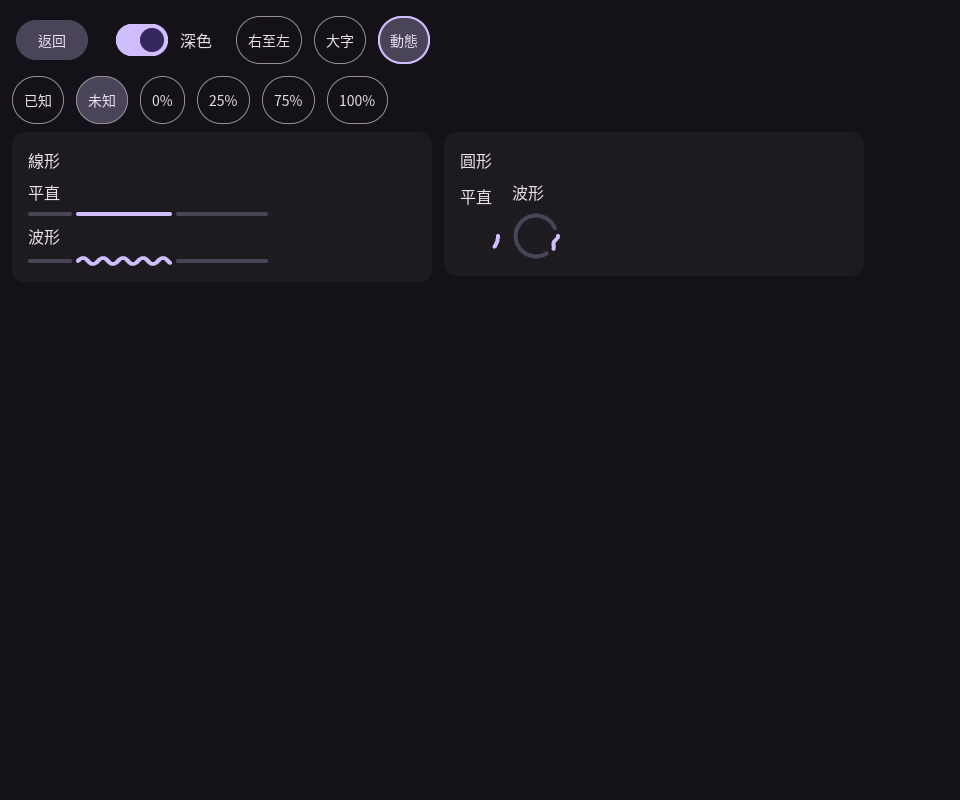 返回 深色 右至左 大字 動態
已知 未知 0% 25% 75% 100%
線形
平直
波形
圓形
平直 波形